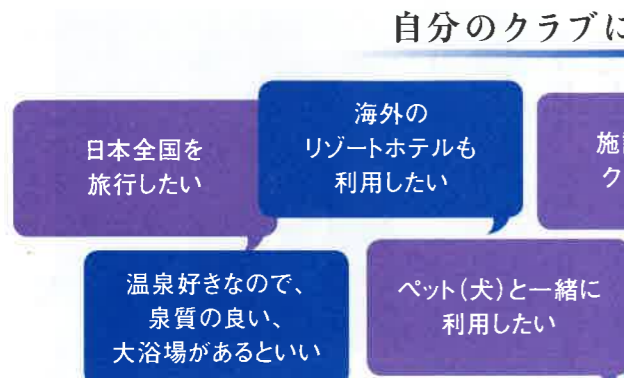 自分のクラブに
日本全国を
旅行したい
海外の
リゾートホテルも
利用したい
施
ク
温泉好きなので、
泉質の良い、
大浴場があるといい
ペット(犬)と一緒に
利用したい